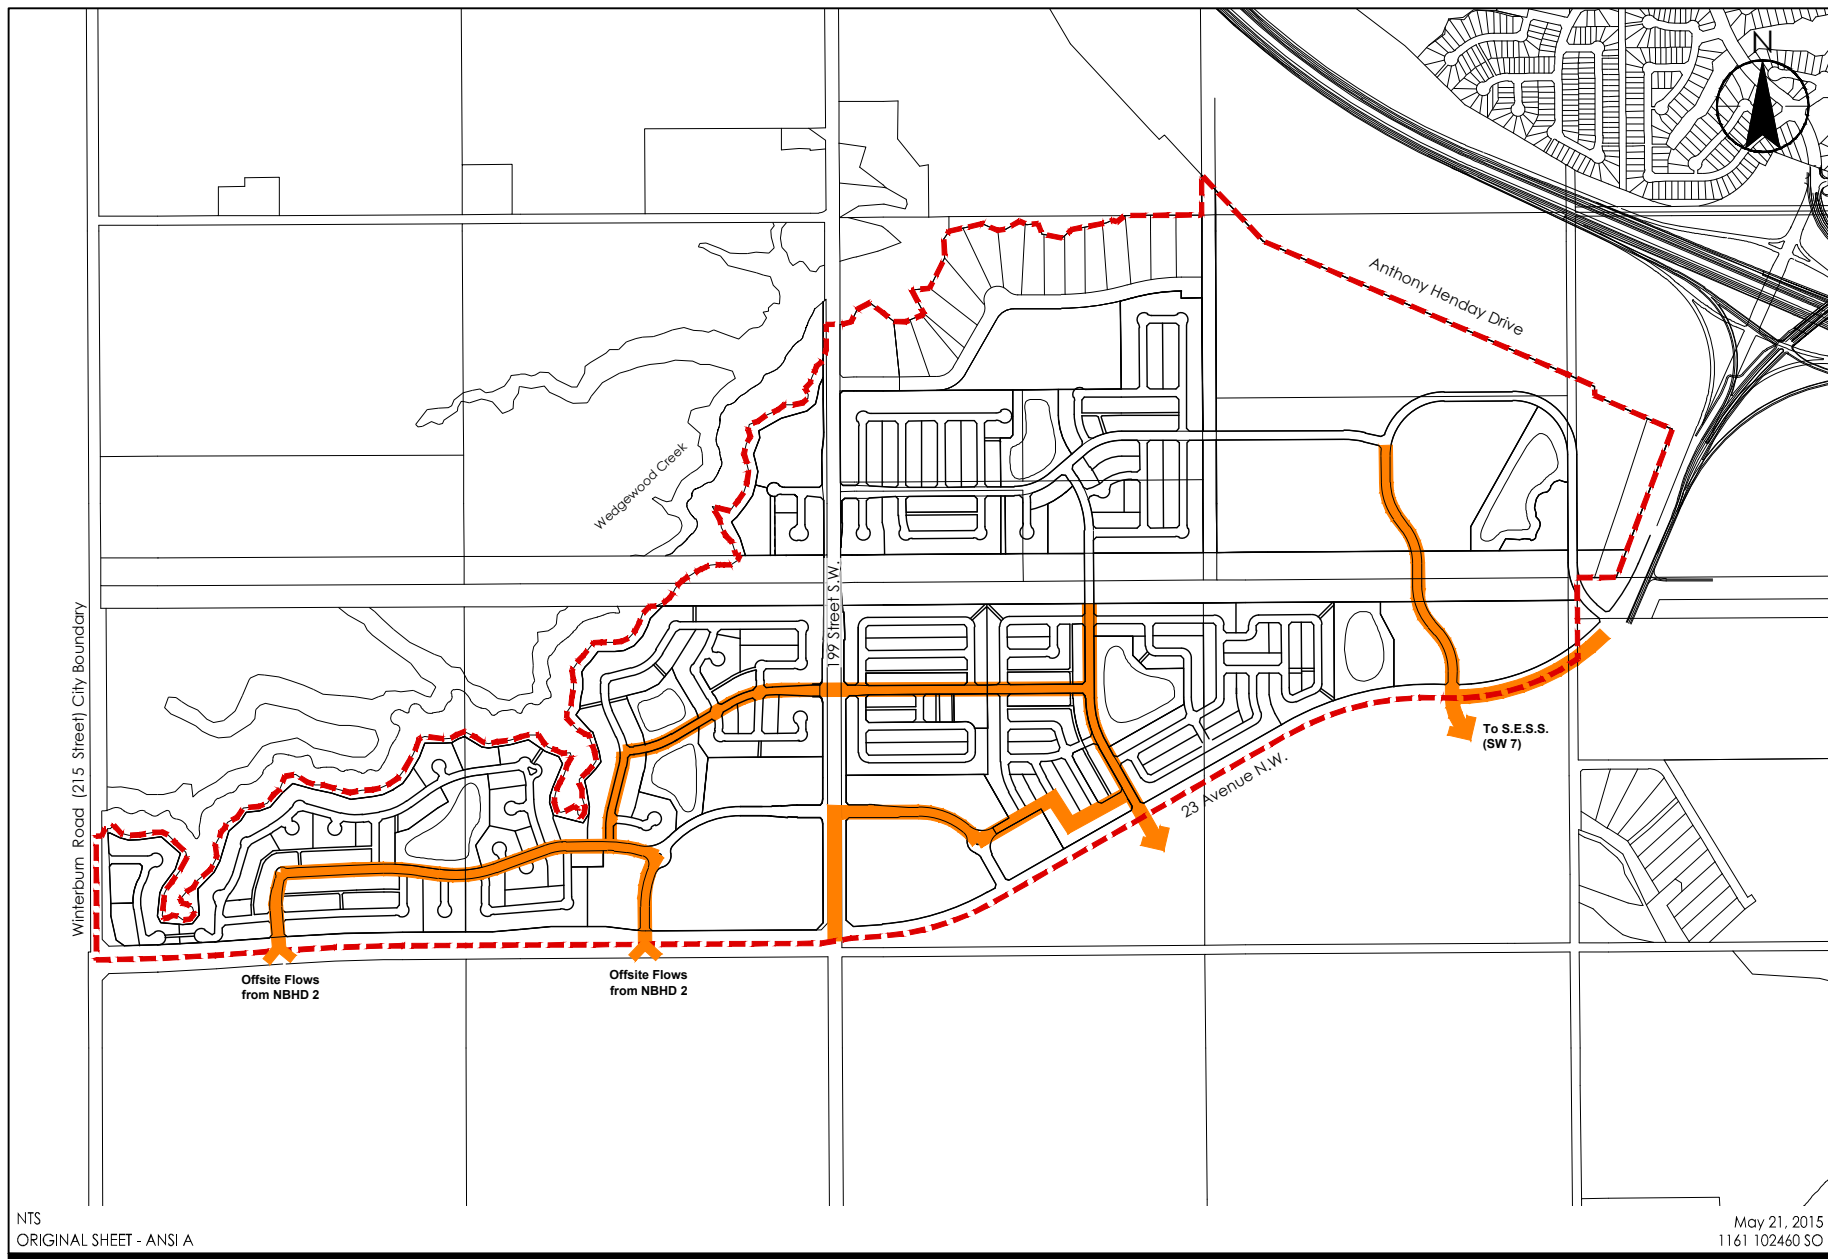 N
Anthony Henday Drive
Wedgewood Creek
199 Street S.W.
Winterburn Road (215 Street) City Boundary
To S.E.S.S.
(SW 7)
23 Avenue N.W.
Offsite Flows
from NBHD 2
Offsite Flows
from NBHD 2
NTS
ORIGINAL SHEET - ANSI A
May 21, 2015
1161 102460 SO